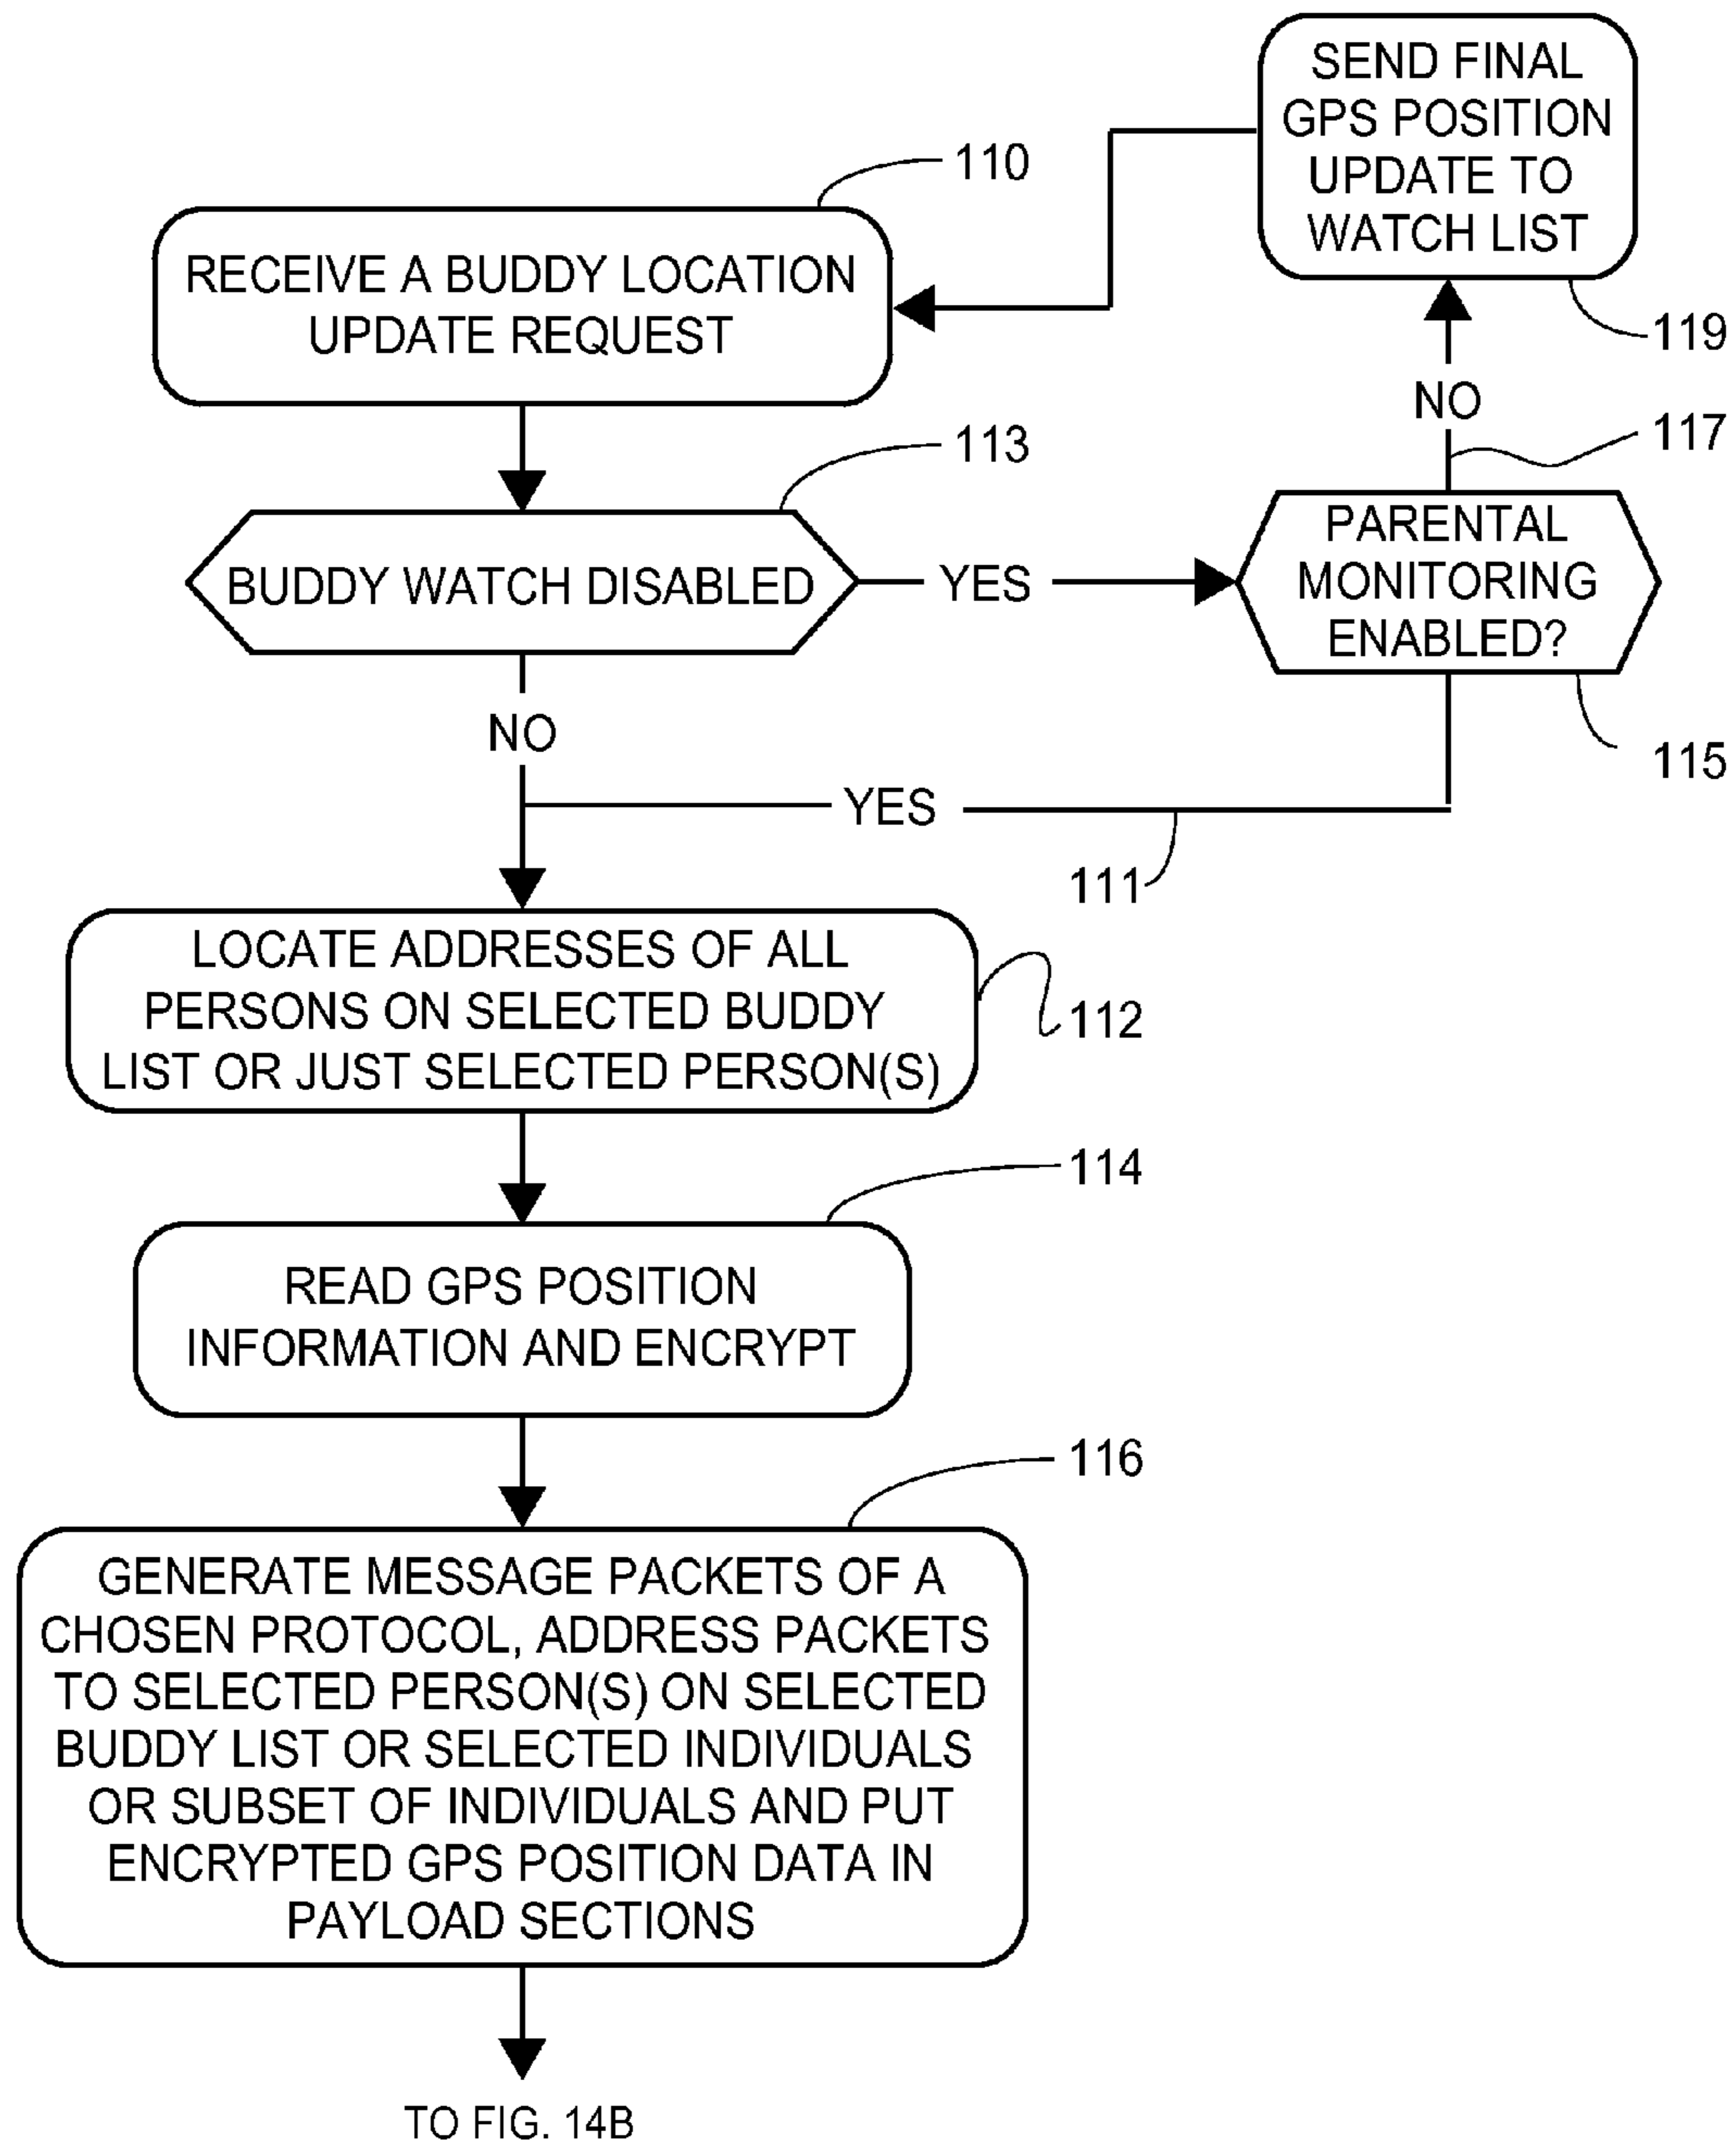 SEND FINAL
GPS POSITION
UPDATE TO
WATCH LIST
119
110
RECEIVE A BUDDY LOCATION
UPDATE REQUEST
NO
117
113
BUDDY WATCH DISABLED
YES
PARENTAL
MONITORING
ENABLED?
115
NO
YES
111
LOCATE ADDRESSES OF ALL
PERSONS ON SELECTED BUDDY
LIST OR JUST SELECTED PERSON(S)
112
114
READ GPS POSITION
INFORMATION AND ENCRYPT
116
GENERATE MESSAGE PACKETS OF A
CHOSEN PROTOCOL, ADDRESS PACKETS
TO SELECTED PERSON(S) ON SELECTED
BUDDY LIST OR SELECTED INDIVIDUALS
OR SUBSET OF INDIVIDUALS AND PUT
ENCRYPTED GPS POSITION DATA IN
PAYLOAD SECTIONS
TO FIG. 14B